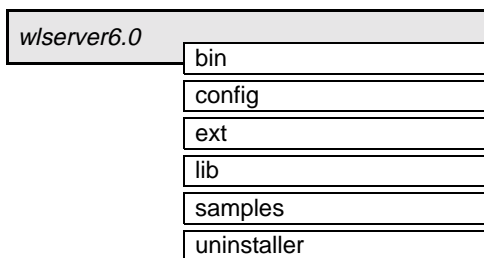 wlserver6.0
bin
config
ext
lib
samples
uninstaller